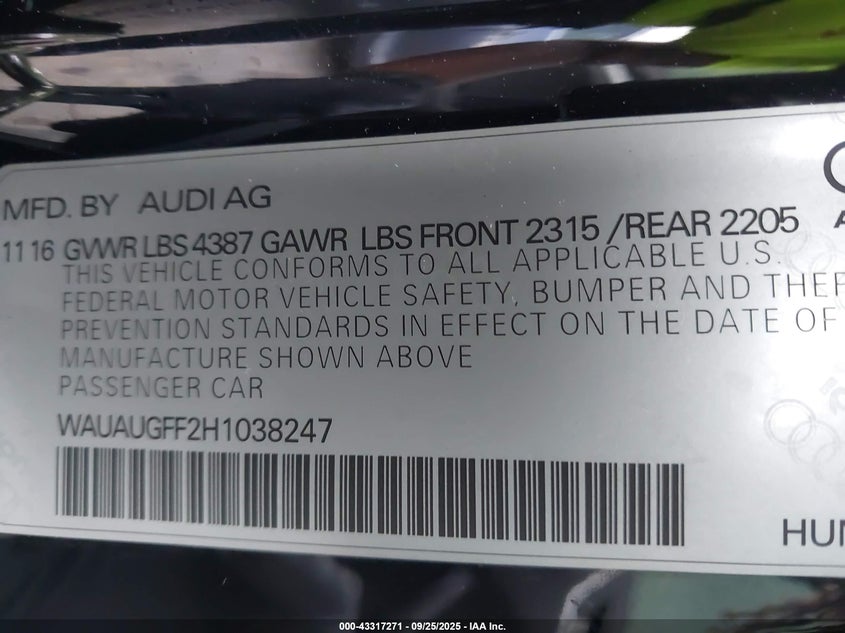 MFD. BY AUDI AG
11 16 GVWR LBS 4387 GAWR LBS FRONT 2315 /REAR 2205
THIS VEHICLE CONFORMS TO ALL APPLICABLE U.S.
FEDERAL MOTOR VEHICLE SAFETY, BUMPER AND THEF
PREVENTION STANDARDS IN EFFECT ON THE DATE OF
MANUFACTURE SHOWN ABOVE
PASSENGER CAR
WAUAUGFF2H1038247
HUN
000-43317271 - 09/25/2025 - IAA Inc.